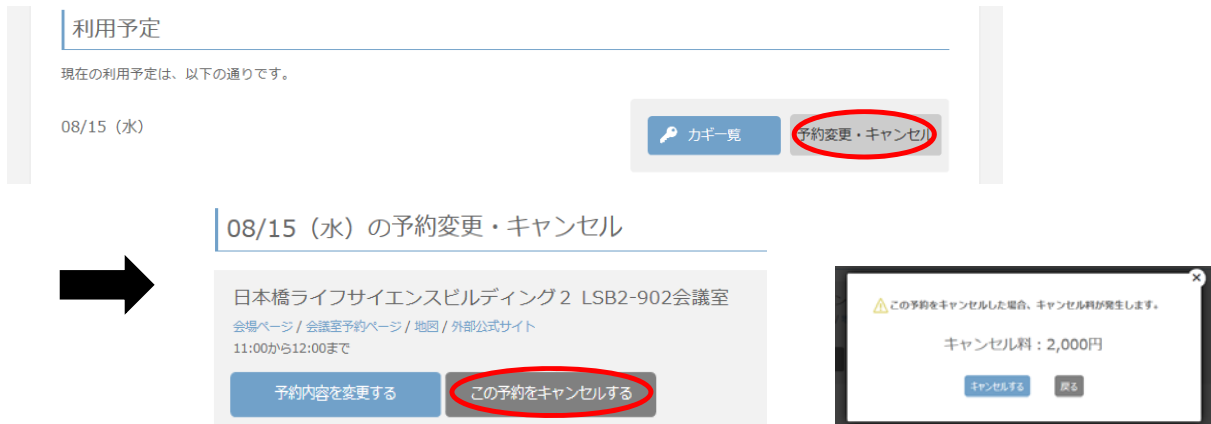 利用予定
現在の利用予定は、以下の通りです。
08/15（水）
カギ一覧
予約変更・キャンセル
08/15（水）の予約変更・キャンセル
日本橋ライフサイエンスビルディング２ LSB2-902会議室
会場ページ / 会議室予約ページ / 地図 / 外部公式サイト
11:00から12:00まで
予約内容を変更する
この予約をキャンセルする
この予約をキャンセルした場合、キャンセル料が発生します。
キャンセル料：2,000円
キャンセルする
戻る